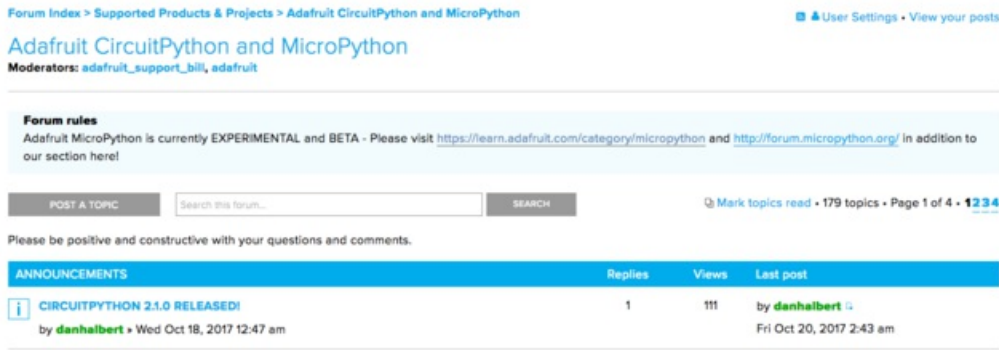 Forum Index > Supported Products & Projects > Adafruit CircuitPython and MicroPython
User Settings • View your posts
Adafruit CircuitPython and MicroPython
Moderators: adafruit_support_bill, adafruit
Forum rules
Adafruit MicroPython is currently EXPERIMENTAL and BETA - Please visit https://learn.adafruit.com/category/micropython and http://forum.micropython.org/ in addition to
our section here!
POST A TOPIC
Search this forum...
SEARCH
Mark topics read • 179 topics • Page 1 of 4 • 1 2 3 4
Please be positive and constructive with your questions and comments.
ANNOUNCEMENTS Replies Views Last post
CIRCUITPYTHON 2.1.0 RELEASED! 1 111 by danhalbert
by danhalbert » Wed Oct 18, 2017 12:47 am Fri Oct 20, 2017 2:43 am